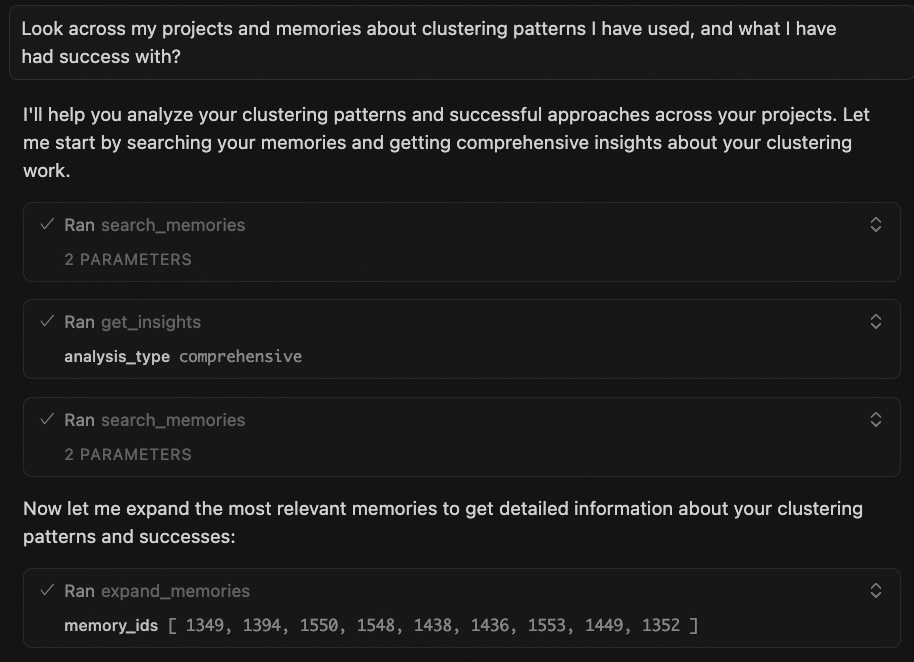 Look across my projects and memories about clustering patterns I have used, and what I have
had success with?
I'll help you analyze your clustering patterns and successful approaches across your projects. Let
me start by searching your memories and getting comprehensive insights about your clustering
work.
Ran search_memories
2 PARAMETERS
Ran get_insights
analysis_type comprehensive
Ran search_memories
2 PARAMETERS
Now let me expand the most relevant memories to get detailed information about your clustering
patterns and successes:
Ran expand_memories
memory_ids [ 1349, 1394, 1550, 1548, 1438, 1436, 1553, 1449, 1352 ]